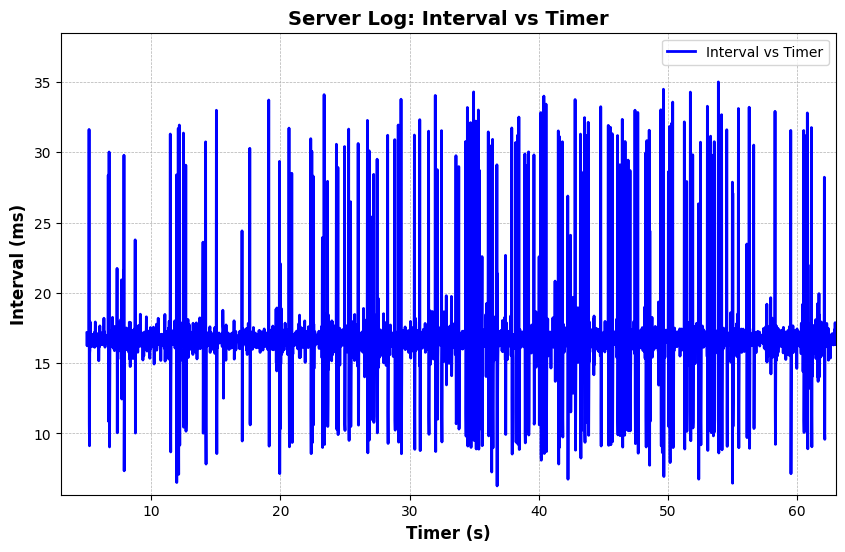 Server Log: Interval vs Timer
Interval vs Timer
35
30
25
20
15
10
Interval (ms)
10 20 30 40 50 60
Timer (s)